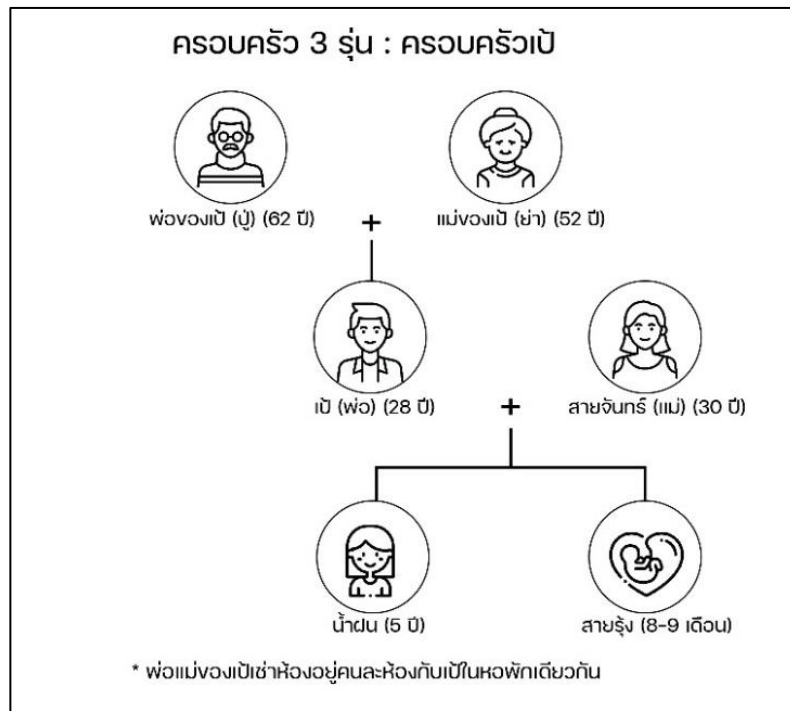 ครอบครัว 3 รุ่น : ครอบครัวเป้
พ่อของเป้ (ปู่) (62 ปี)
+
แม่ของเป้ (ย่า) (52 ปี)
เป้ (พ่อ) (28 ปี)
+
สายจันทร์ (แม่) (30 ปี)
น้ำฝน (5 ปี)
สายรุ้ง (8-9 เดือน)
* พ่อแม่ของเป้เช่าห้องอยู่คนละห้องกับเป้ในหอพักเดียวกัน